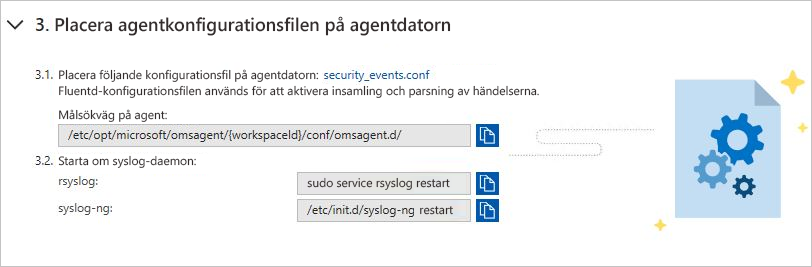 3. Placera agentkonfigurationsfilen på agentdatorn
3.1. Placera följande konfigurationsfil på agentdatorn: security_events.conf
Fluentd-konfigurationsfilen används för att aktivera insamling och parsning av händelserna.
Målsökväg på agent:
/etc/opt/microsoft/omsagent/{workspaceId}/conf/omsagent.d/
3.2. Starta om syslog-daemon:
rsyslog: sudo service rsyslog restart
syslog-ng: /etc/init.d/syslog-ng restart